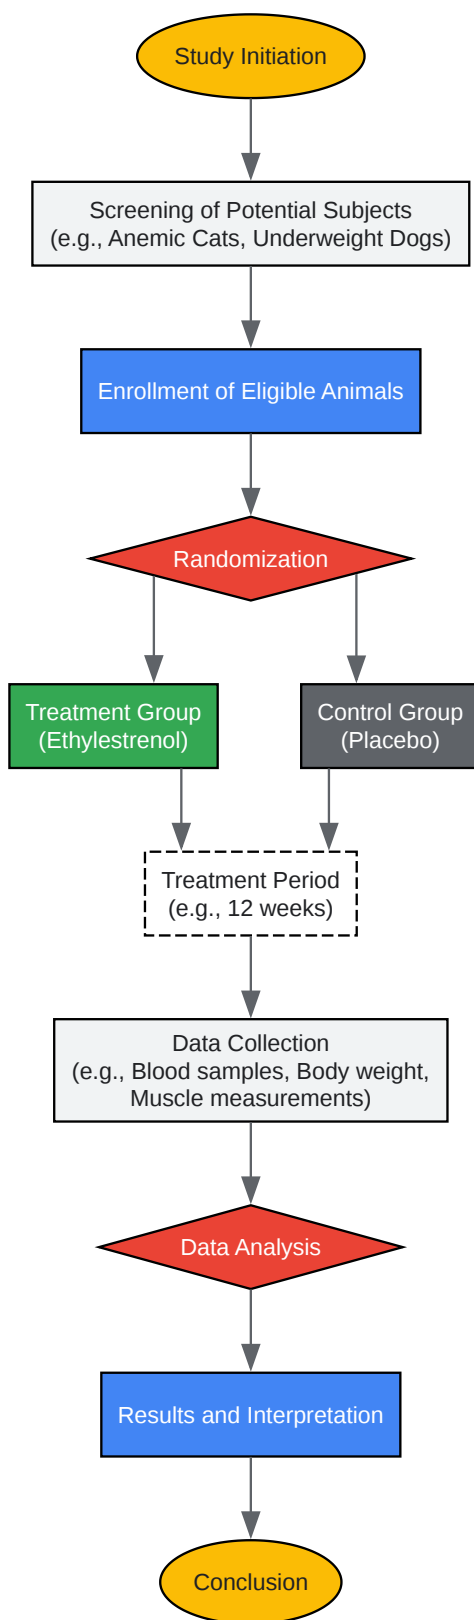 Study Initiation
Screening of Potential Subjects
(e.g., Anemic Cats, Underweight Dogs)
Enrollment of Eligible Animals
Randomization
Treatment Group
(Ethylestrenol)
Control Group
(Placebo)
Treatment Period
(e.g., 12 weeks)
Data Collection
(e.g., Blood samples, Body weight,
Muscle measurements)
Data Analysis
Results and Interpretation
Conclusion